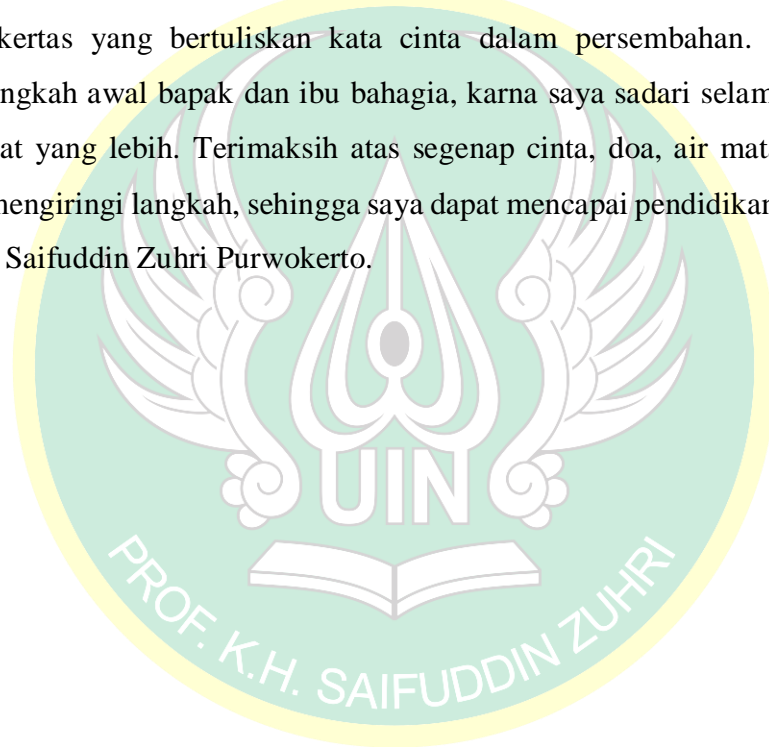 kertas yang bertuliskan kata cinta dalam persembahan.
ngkah awal bapak dan ibu bahagia, karna saya sadari selam
at yang lebih. Terimaksih atas segenap cinta, doa, air mat
mengiringi langkah, sehingga saya dapat mencapai pendidikan
Saifuddin Zuhri Purwokerto.
UIN
PROF. K.H. SAIFUDDIN ZUHRI